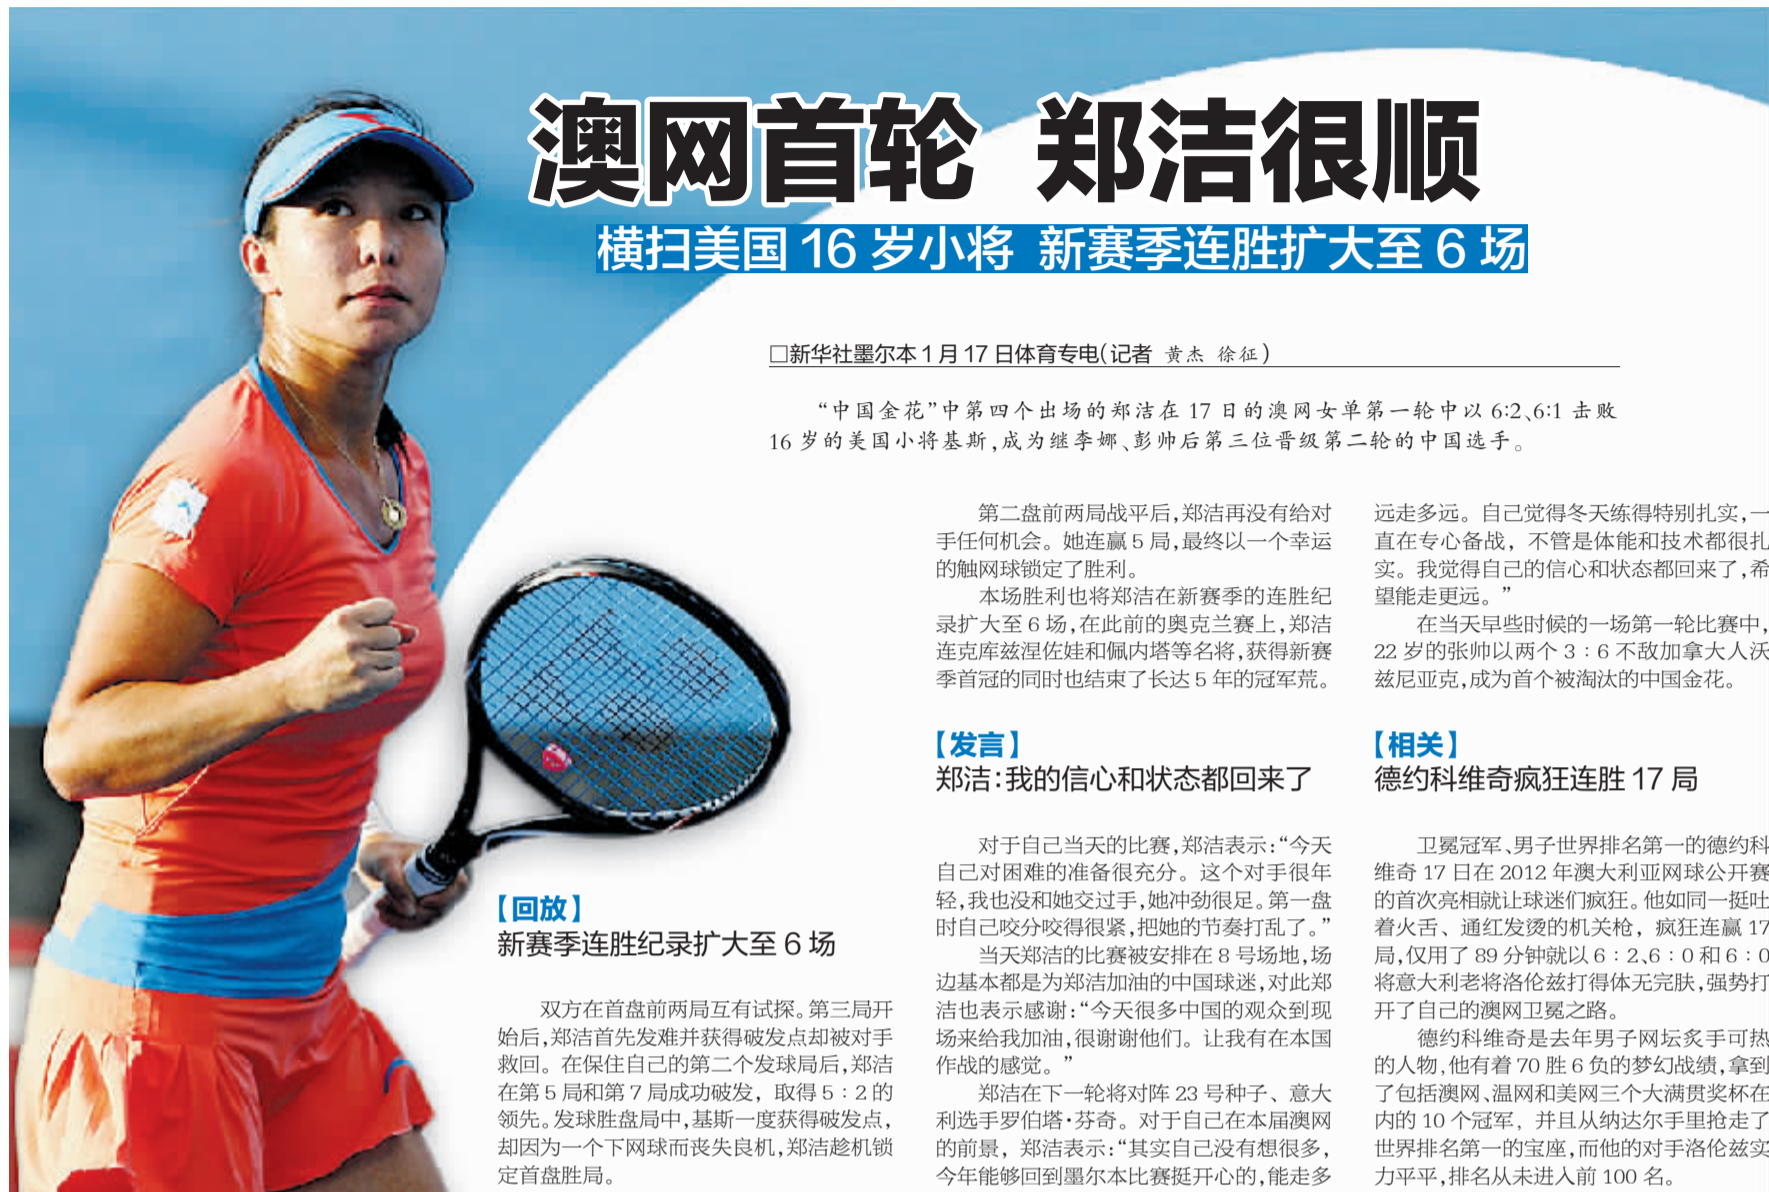 澳网首轮 郑洁很顺
横扫美国16岁小将 新赛季连胜扩大至6场
□新华社墨尔本1月17日体育专电(记者 黄杰 徐征)
“中国金花”中第四个出场的郑洁在17日的澳网女单第一轮中以6:2、6:1击败
16岁的美国小将基斯,成为继李娜、彭帅后第三位晋级第二轮的中国选手。
【回放】
新赛季连胜纪录扩大至6场
双方在首盘前两局互有试探。第三局开
始后,郑洁首先发难并获得破发点却被对手
救回。在保住自己的第二个发球局后,郑洁
在第5局和第7局成功破发，取得5：2的
领先。发球胜盘局中,基斯一度获得破发点,
却因为一个下网球而丧失良机,郑洁趁机锁
定首盘胜局。
第二盘前两局战平后,郑洁再没有给对
手任何机会。她连赢5局,最终以一个幸运
的触网球锁定了胜利。
本场胜利也将郑洁在新赛季的连胜纪
录扩大至6场,在此前的奥克兰赛上,郑洁
连克库兹涅佐娃和佩内塔等名将,获得新赛
季首冠的同时也结束了长达5年的冠军荒。
【发言】
郑洁:我的信心和状态都回来了
对于自己当天的比赛,郑洁表示:“今天
自己对困难的准备很充分。这个对手很年
轻,我也没和她交过手,她冲劲很足。第一盘
时自己咬分咬得很紧,把她的节奏打乱了。”
当天郑洁的比赛被安排在8号场地,场
边基本都是为郑洁加油的中国球迷,对此郑
洁也表示感谢:“今天很多中国的观众到现
场来给我加油,很谢谢他们。让我有在本国
作战的感觉。”
郑洁在下一轮将对阵23号种子、意大
利选手罗伯塔·芬奇。对于自己在本届澳网
的前景，郑洁表示:“其实自己没有想很多,
今年能够回到墨尔本比赛挺开心的,能走多
远走多远。自己觉得冬天练得特别扎实,一
直在专心备战，不管是体能和技术都很扎
实。我觉得自己的信心和状态都回来了,希
望能走更远。”
在当天早些时候的一场第一轮比赛中,
22岁的张帅以两个3：6不敌加拿大人沃
兹尼亚克,成为首个被淘汰的中国金花。
【相关】
德约科维奇疯狂连胜17局
卫冕冠军、男子世界排名第一的德约科
维奇17日在2012年澳大利亚网球公开赛
的首次亮相就让球迷们疯狂。他如同一挺吐
着火舌、通红发烫的机关枪，疯狂连赢17
局,仅用了89分钟就以6：2、6：0和6：0
将意大利老将洛伦兹打得体无完肤,强势打
开了自己的澳网卫冕之路。
德约科维奇是去年男子网坛炙手可热
的人物,他有着70胜6负的梦幻战绩,拿到
了包括澳网、温网和美网三个大满贯奖杯在
内的10个冠军，并且从纳达尔手里抢走了
世界排名第一的宝座,而他的对手洛伦兹实
力平平,排名从未进入前100名。